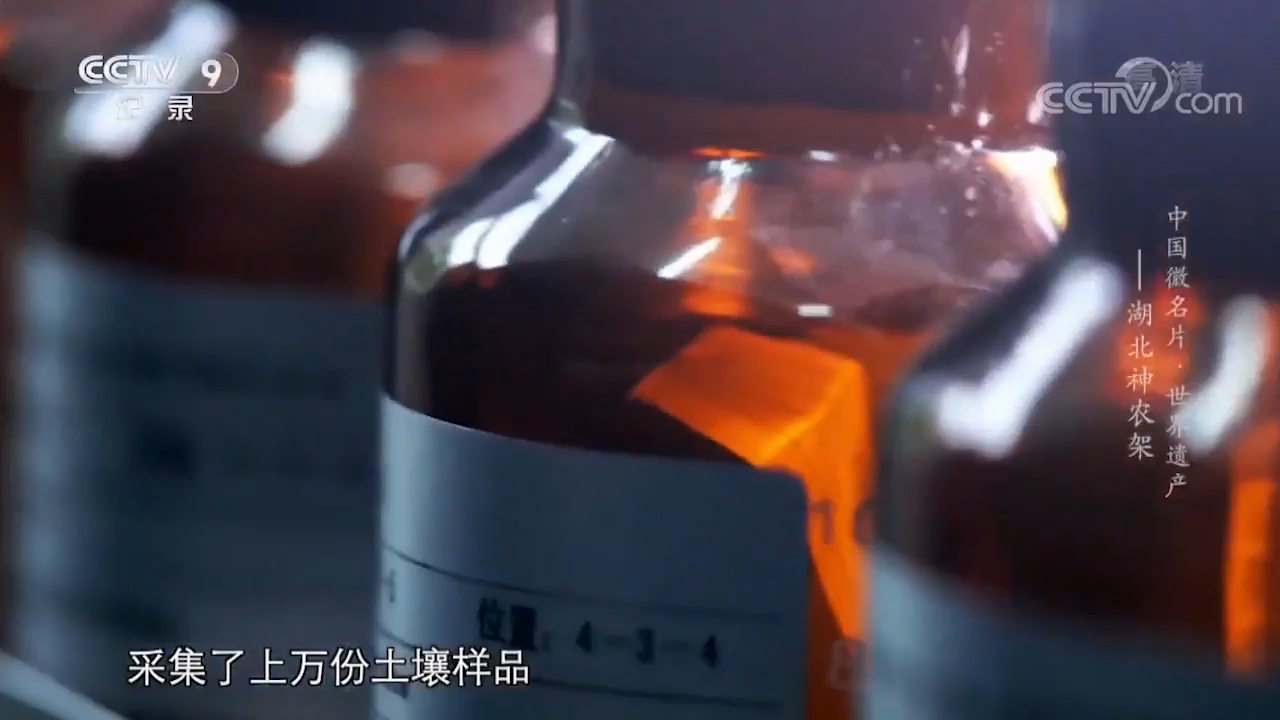 CCTV 9
纪录
高清
CCTV com
中国微名片·世界遗产
——湖北神农架
位置：4-3-4
采集了上万份土壤样品